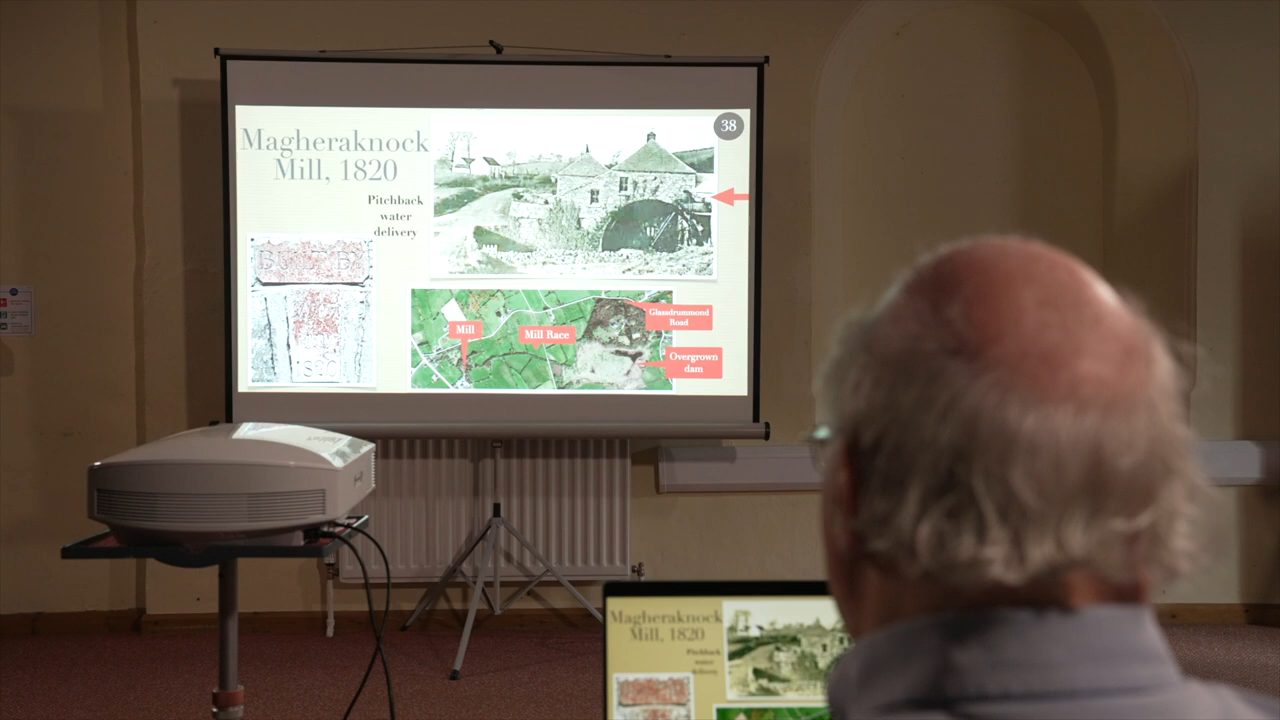 Magheraknock
Mill, 1820
38
Pitchback
water
delivery
1820
Mill
Mill Race
Glassdrummond
Road
Overgrown
dam
Magheraknock
Mill, 1820
Pitchback
water
delivery